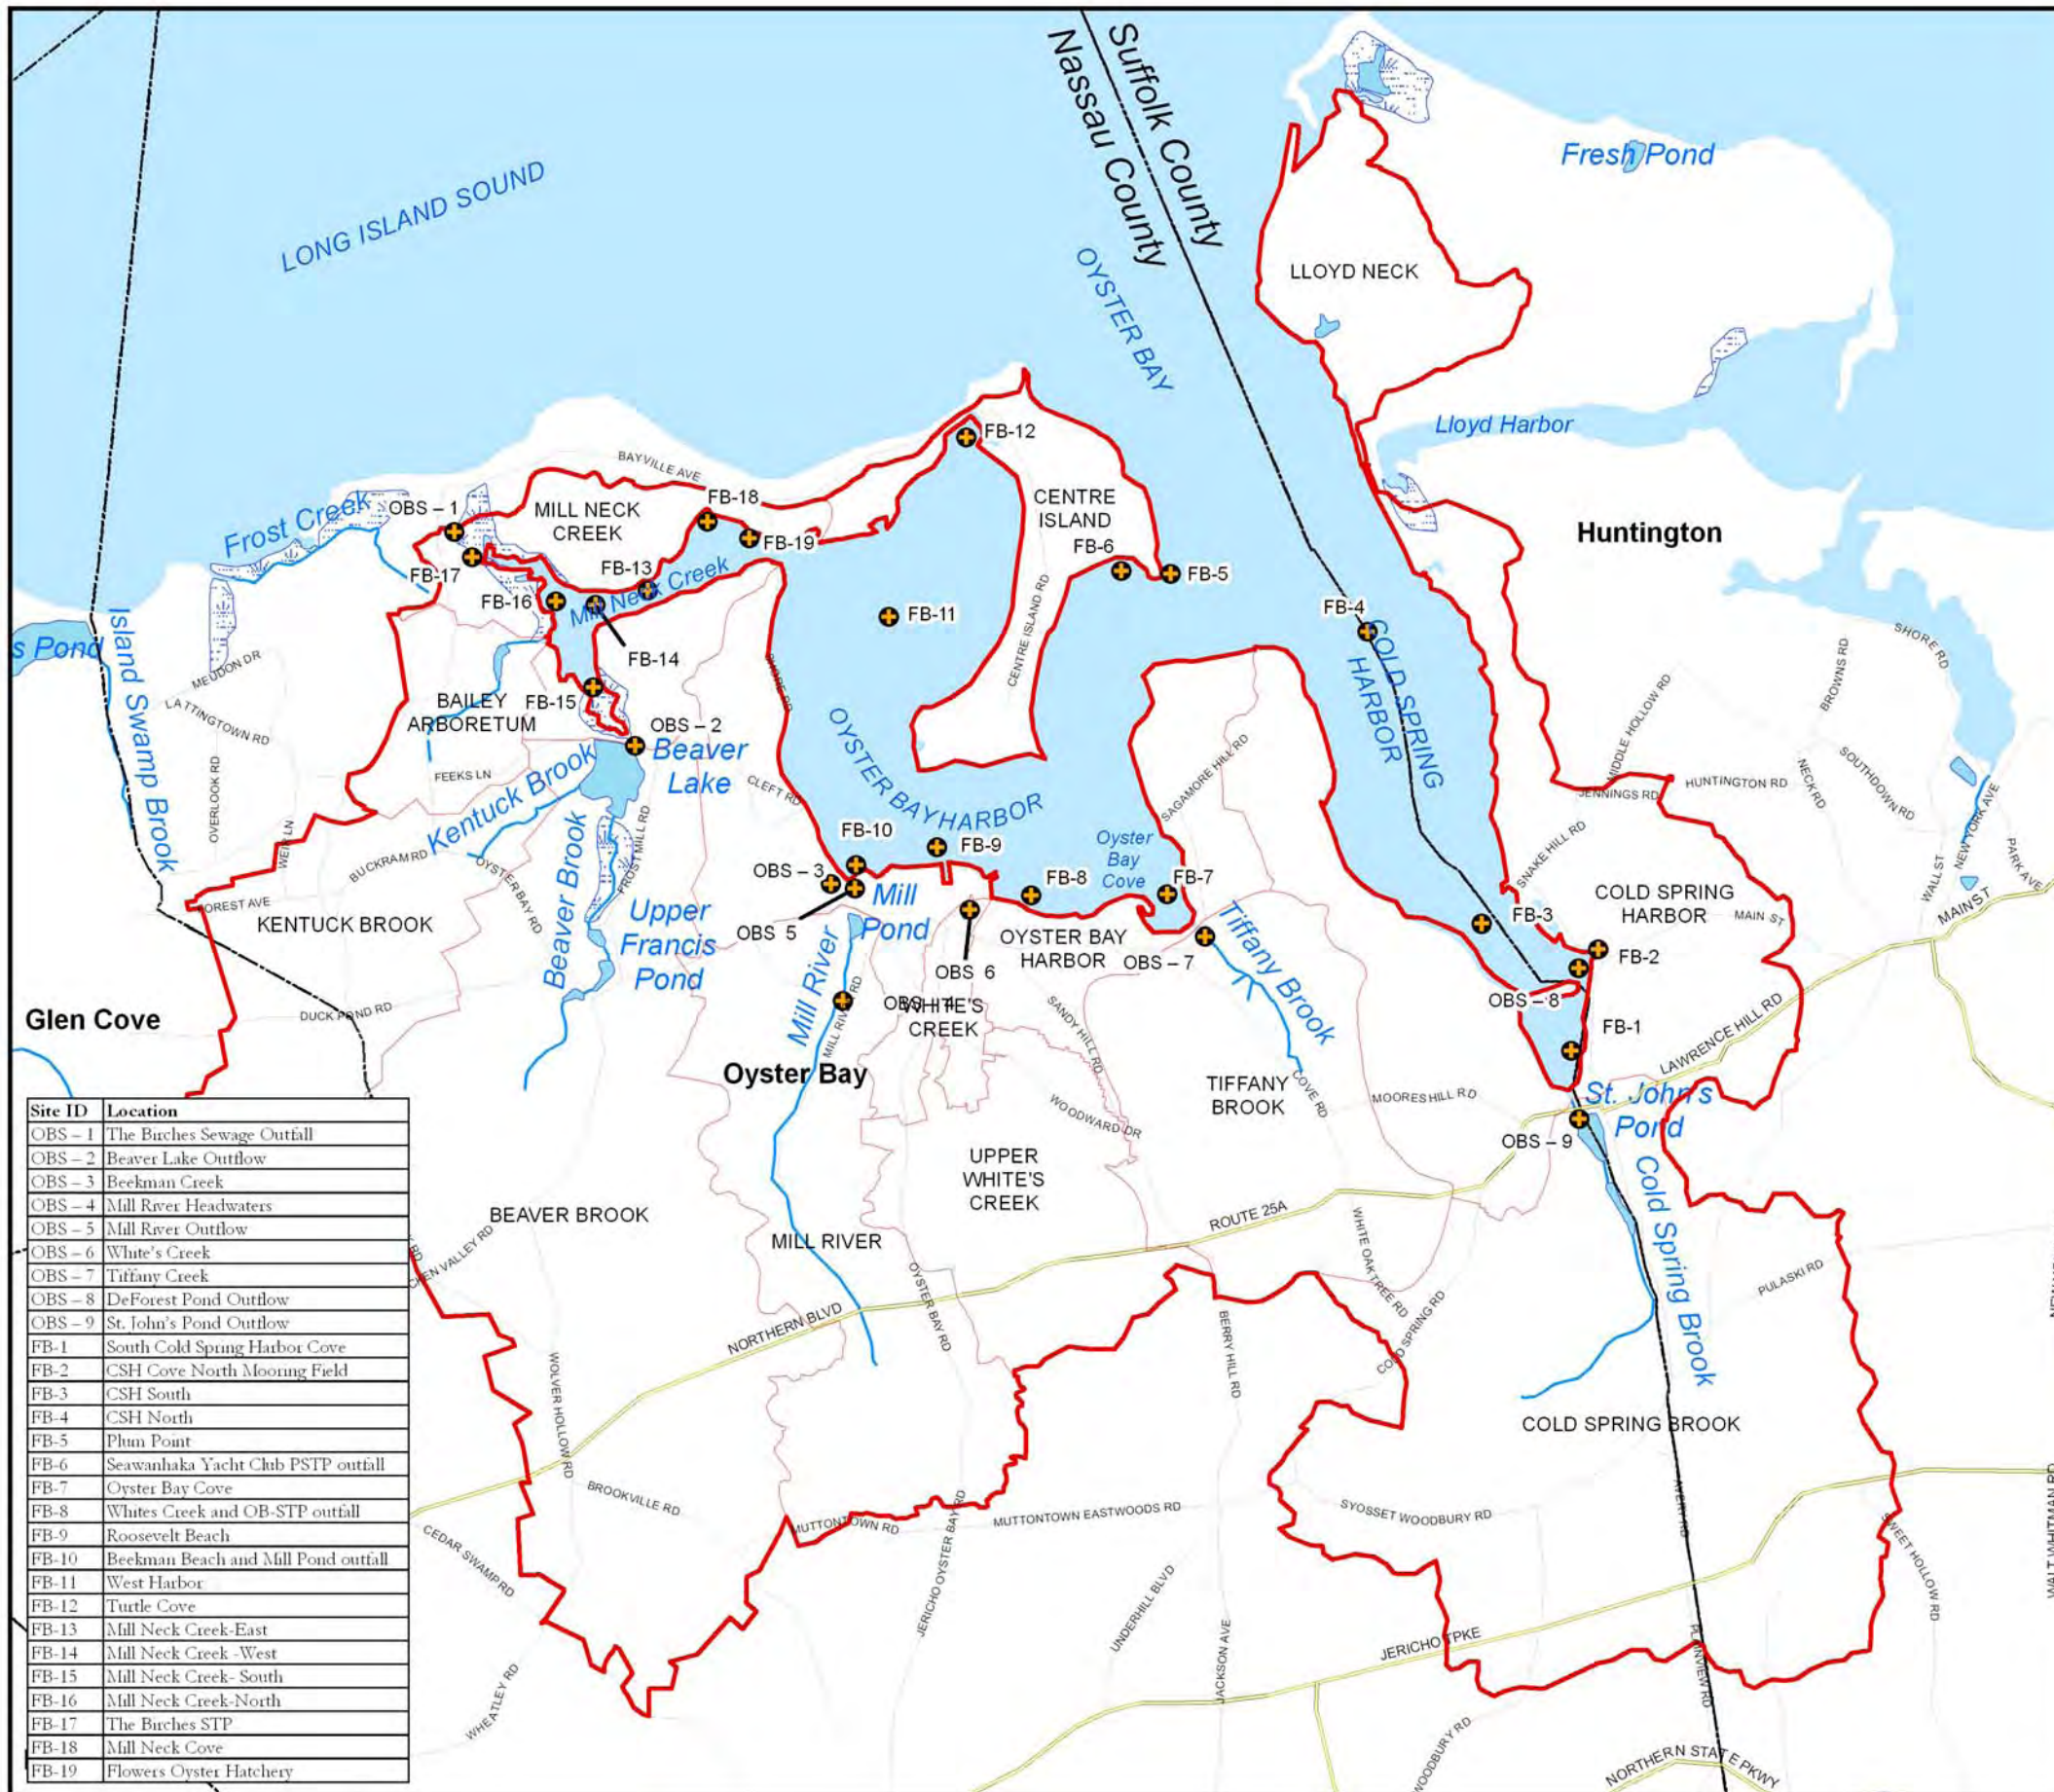 Suffolk County
Nassau County
Fresh Pond
LONG ISLAND SOUND
OYSTER BAY
LLOYD NECK
Lloyd Harbor
FB-12
BAYVILLE AVE
FB-18
CENTRE
ISLAND
OBS – 1
MILL NECK
CREEK
Frost Creek
Huntington
FB-19
FB-6
FB-5
FB-17
FB-13
Mill Neck Creek
FB-16
FB-11
FB-4
FB-14
CENTRE ISLAND RD
COLD SPRING
HARBOR
SHORE RD
BROWNS RD
s Pond
Island Swamp Brook
MEUDON DR
LATTINGTOWN RD
BAILEY
ARBORETUM
FB-15
SHORE RD
MIDDLE HOLLOW RD
OBS – 2
Beaver
Lake
OYSTER BAY HARBOR
SAGAMORE HILL RD
OVERLOOK RD
FEEKS LN
CLEFT RD
NECK RD
SOUTHDOWN RD
HUNTINGTON RD
JENNINGS RD
Kentuck Brook
WEIR LN
BUCKRAM RD
OYSTER BAY RD
FROST MILL RD
FB-10
FB-9
Oyster
Bay
Cove
SNAKE HILL RD
WALL ST
NEW YORK AVE
PARK AVE
MAIN ST
OBS – 3
FB-8
FB-7
COLD SPRING
HARBOR
MAIN ST
FOREST AVE
KENTUCK BROOK
Beaver Brook
Upper
Francis
Pond
OBS 5
Mill
Pond
OYSTER BAY
HARBOR
OBS – 7
Tiffany Brook
FB-3
FB-2
OBS 6
Mill River
MILL RIVER RD
OBS – 4
WHITE'S
CREEK
OBS – 8
FB-1
Glen Cove
DUCK POND RD
SANDY HILL RD
LAWRENCE HILL RD
Oyster Bay
TIFFANY
BROOK
COVE RD
MOORES HILL RD
St. John's
Pond
WOODWARD DR
OBS – 9
UPPER
WHITE'S
CREEK
BEAVER BROOK
MILL RIVER
ROUTE 25A
Cold Spring Brook
GLEN VALLEY RD
OYSTER BAY RD
WHITE OAK TREE RD
PULASKI RD
NORTHERN BLVD
BERRY HILL RD
COLD SPRING RD
WOLVER HOLLOW RD
COLD SPRING BROOK
BROOKVILLE RD
MUTTONTOWN RD
MUTTONTOWN EASTWOODS RD
SYOSSET WOODBURY RD
AVERY RD
SWEET HOLLOW RD
WALT WHITMAN RD
CEDAR SWAMP RD
JERICHO OYSTER BAY RD
UNDERHILL BLVD
JACKSON AVE
JERICHO TPKE
PLAINVIEW RD
WHEATLEY RD
WOODBURY RD
NORTHERN STATE PKWY
Site ID Location
OBS – 1 The Birches Sewage Outfall
OBS – 2 Beaver Lake Outflow
OBS – 3 Beekman Creek
OBS – 4 Mill River Headwaters
OBS – 5 Mill River Outflow
OBS – 6 White's Creek
OBS – 7 Tiffany Creek
OBS – 8 DeForest Pond Outflow
OBS – 9 St. John's Pond Outflow
FB-1 South Cold Spring Harbor Cove
FB-2 CSH Cove North Mooring Field
FB-3 CSH South
FB-4 CSH North
FB-5 Plum Point
FB-6 Seawanhaka Yacht Club PSTP outfall
FB-7 Oyster Bay Cove
FB-8 Whites Creek and OB-STP outfall
FB-9 Roosevelt Beach
FB-10 Beekman Beach and Mill Pond outfall
FB-11 West Harbor
FB-12 Turtle Cove
FB-13 Mill Neck Creek-East
FB-14 Mill Neck Creek -West
FB-15 Mill Neck Creek- South
FB-16 Mill Neck Creek-North
FB-17 The Birches STP
FB-18 Mill Neck Cove
FB-19 Flowers Oyster Hatchery